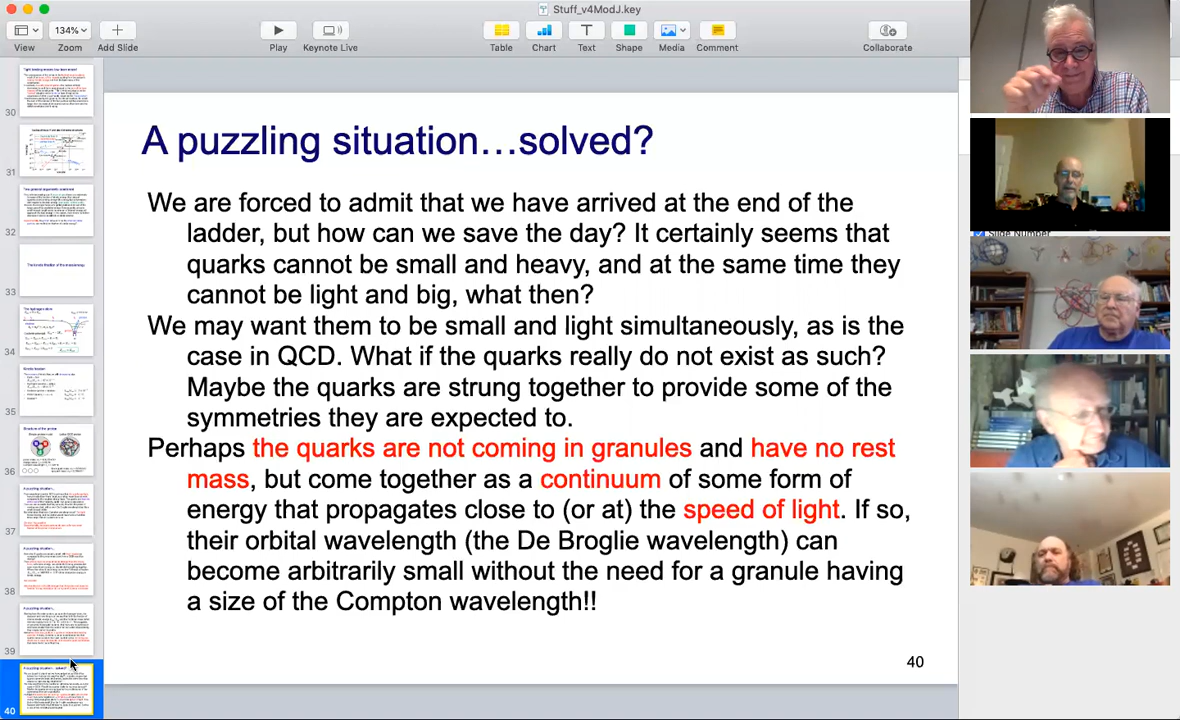 Stuff_v4ModJ.key
134%
View
Zoom
Add Slide
Play
Keynote Live
Table
Chart
Text
Shape
Media
Comment
Collaborate
30
31
32
33
34
35
36
37
38
39
40
A puzzling situation…solved?
We are forced to admit that we have arrived at the end of the
ladder, but how can we save the day? It certainly seems that
quarks cannot be small and heavy, and at the same time they
cannot be light and big, what then?
We may want them to be small and light simultaneously, as is the
case in QCD. What if the quarks really do not exist as such?
Maybe the quarks are strung together to provide some of the
symmetries they are expected to.
Perhaps the quarks are not coming in granules and have no rest
mass, but come together as a continuum of some form of
energy that propagates close to (or at) the speed of light. If so,
their orbital wavelength (the De Broglie wavelength) can
become arbitrarily small without the need for a granule having
a size of the Compton wavelength!!
40
Slide Number